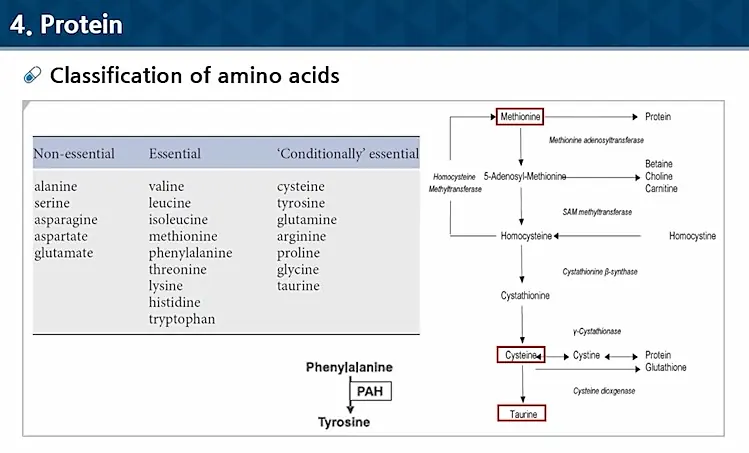 4. Protein
Classification of amino acids
Non-essential Essential 'Conditionally' essential
alanine valine cysteine
serine leucine tyrosine
asparagine isoleucine glutamine
aspartate methionine arginine
glutamate phenylalanine proline
threonine glycine
lysine taurine
histidine
tryptophan
Phenylalanine
PAH
Tyrosine
Methionine Protein
Methionine adenosyltransferase
Betaine
Homocysteine 5-Adenosyl-Methionine Choline
Methyltransferase Carnitine
SAM methyltransferase
Homocysteine Homocystine
Cystathionine β-synthase
Cystathionine
γ-Cystathionase
Cysteine Cystine Protein
Glutathione
Cysteine dioxgenase
Taurine